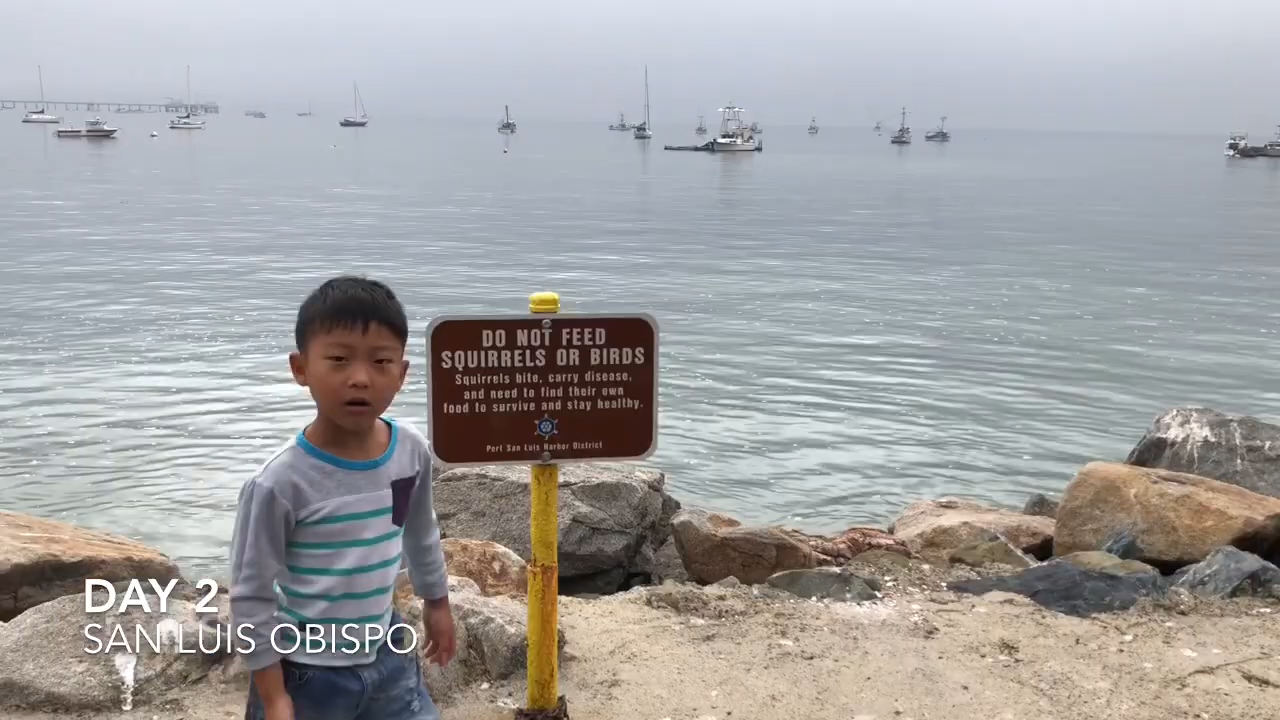 DO NOT FEED
SQUIRRELS OR BIRDS
Squirrels bite, carry disease,
and need to find their own
food to survive and stay healthy.
Port San Luis Harbor District
DAY 2
SAN LUIS OBISPO